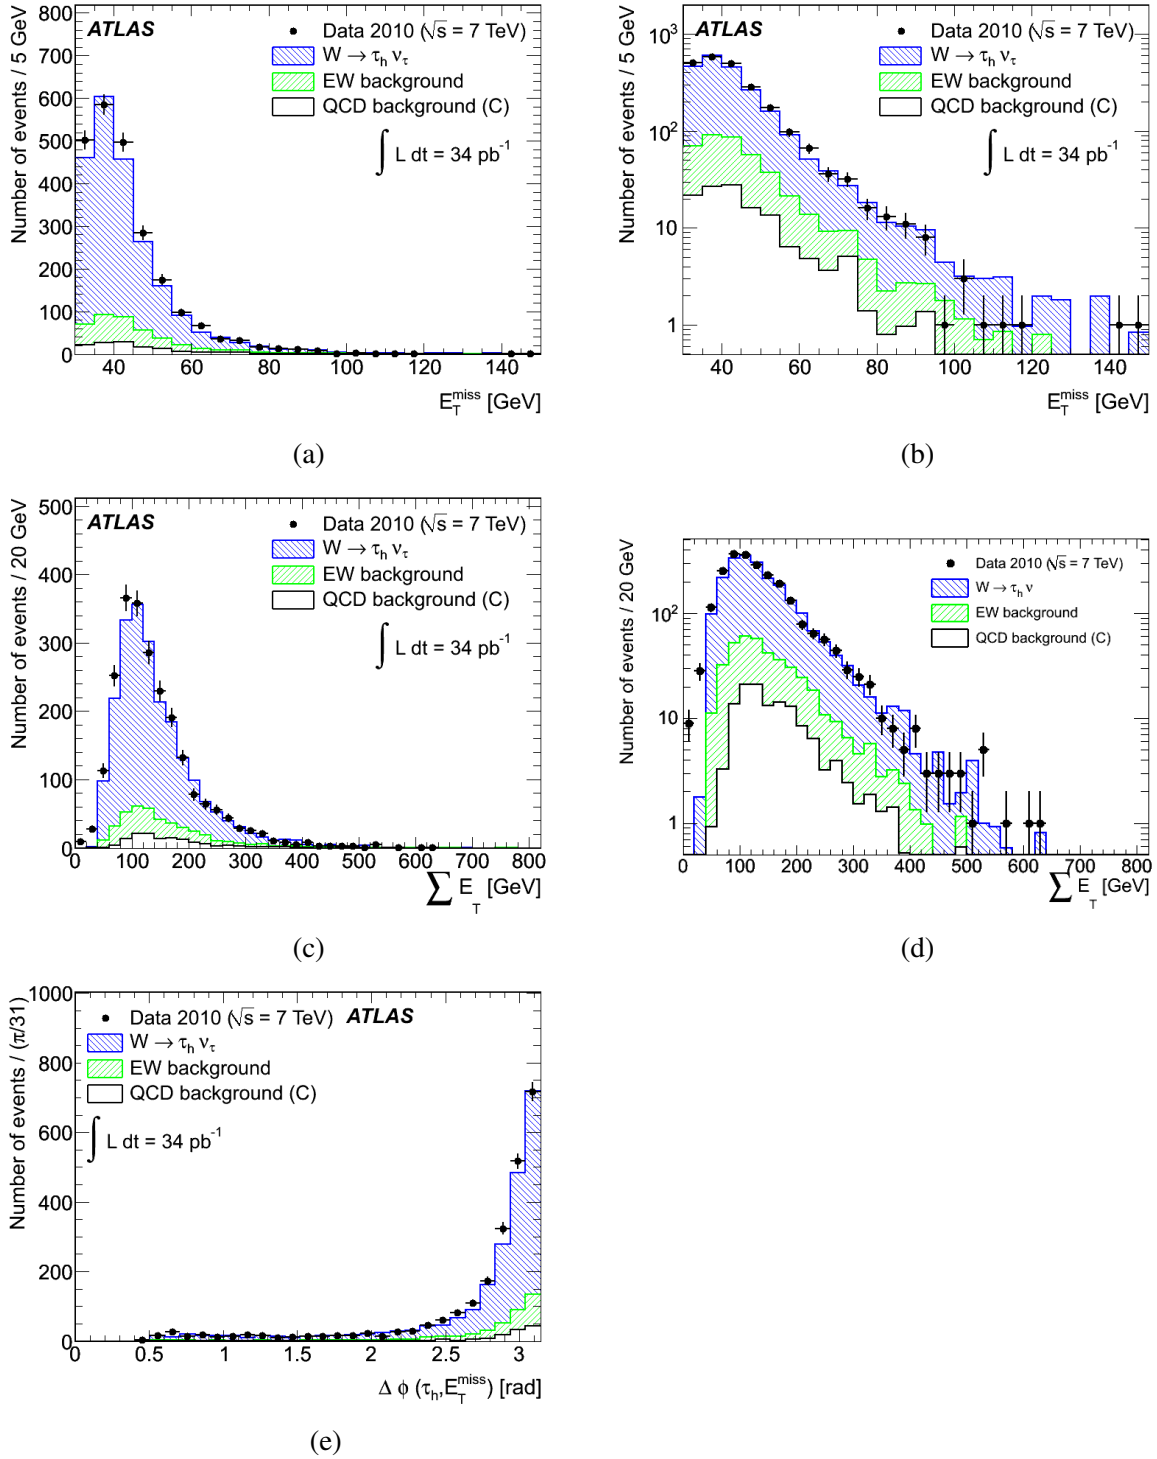 ATLAS
Data 2010 (√s = 7 TeV)
W → τh ντ
EW background
QCD background (C)
∫ L dt = 34 pb-1
Number of events / 5 GeV
800
700
600
500
400
300
200
100
0
40 60 80 100 120 140
ETmiss [GeV]
(a)
ATLAS
Data 2010 (√s = 7 TeV)
W → τh ντ
EW background
QCD background (C)
∫ L dt = 34 pb-1
Number of events / 5 GeV
10^3
10^2
10
1
40 60 80 100 120 140
ETmiss [GeV]
(b)
ATLAS
Data 2010 (√s = 7 TeV)
W → τh ντ
EW background
QCD background (C)
∫ L dt = 34 pb-1
Number of events / 20 GeV
500
400
300
200
100
0
0 100 200 300 400 500 600 700 800
∑ ET [GeV]
(c)
Data 2010 (√s = 7 TeV)
W → τh ν
EW background
QCD background (C)
Number of events / 20 GeV
10^2
10
1
0 100 200 300 400 500 600 700 800
∑ ET [GeV]
(d)
Data 2010 (√s = 7 TeV) ATLAS
W → τh ντ
EW background
QCD background (C)
∫ L dt = 34 pb-1
Number of events / (π/31)
1000
800
600
400
200
0
0 0.5 1 1.5 2 2.5 3
Δ ϕ (τh,ETmiss) [rad]
(e)